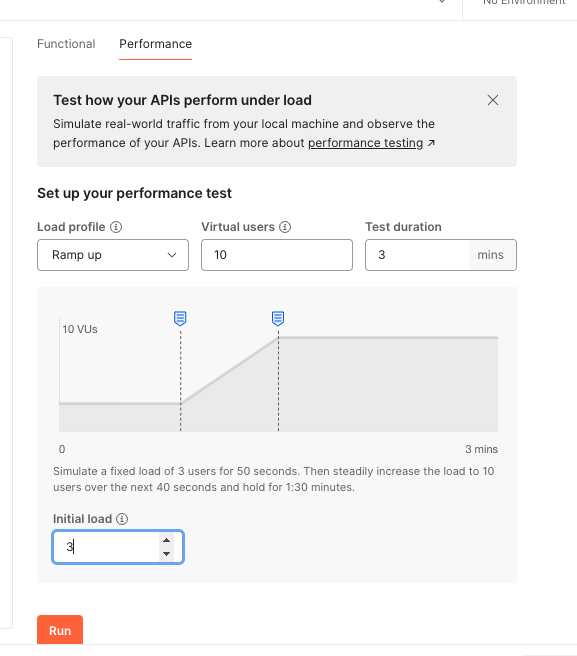 No Environment
Functional
Performance
Test how your APIs perform under load
Simulate real-world traffic from your local machine and observe the
performance of your APIs. Learn more about performance testing ↗
Set up your performance test
Load profile
Virtual users
Test duration
Ramp up
10
3
mins
10 VUs
0
3 mins
Simulate a fixed load of 3 users for 50 seconds. Then steadily increase the load to 10
users over the next 40 seconds and hold for 1:30 minutes.
Initial load
3
Run